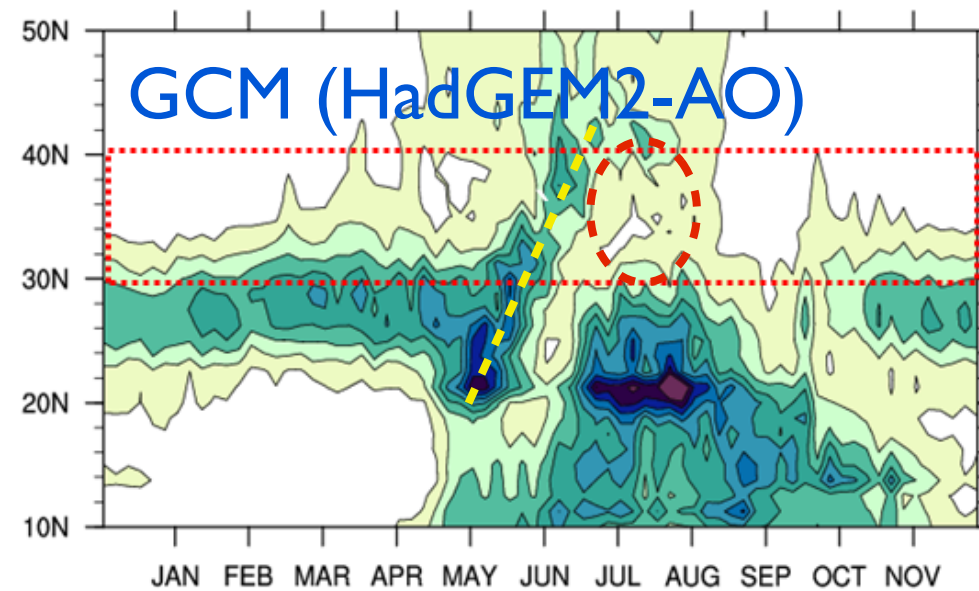 50N
GCM (HadGEM2-AO)
40N
30N
20N
10N
JAN FEB MAR APR MAY JUN JUL AUG SEP OCT NOV